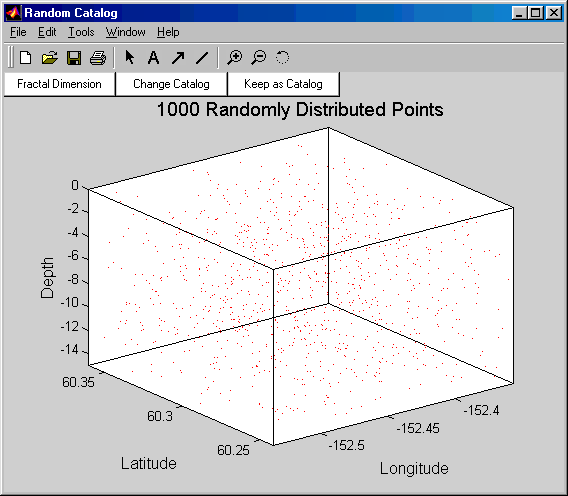 Random Catalog
File Edit Tools Window Help
A
Fractal Dimension Change Catalog Keep as Catalog
1000 Randomly Distributed Points
0
-2
-4
-6
-8
-10
-12
-14
Depth
60.35
60.3
60.25
Latitude
-152.5
-152.45
-152.4
Longitude